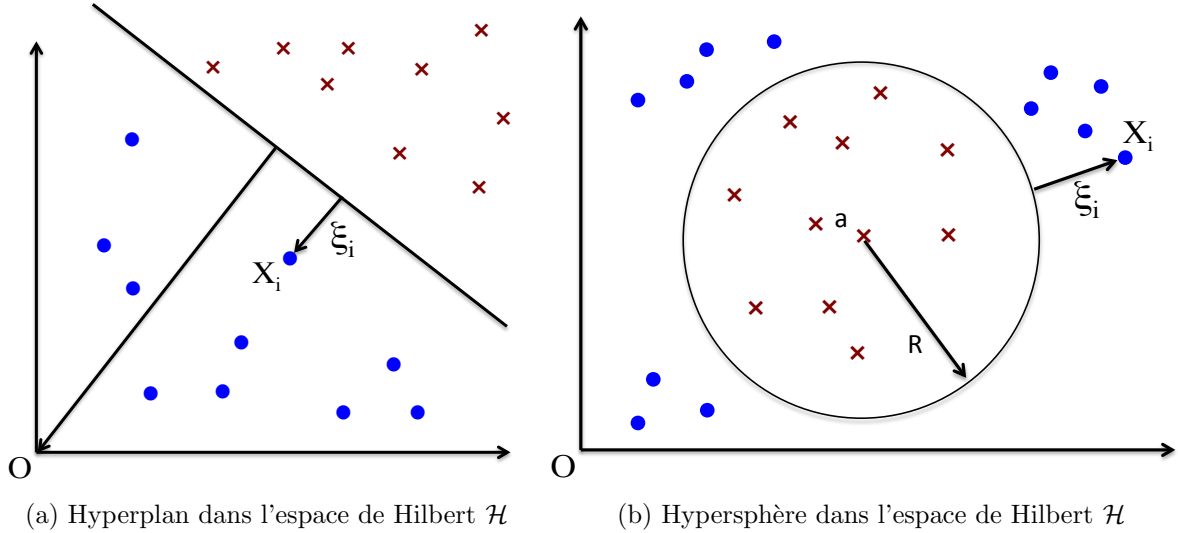 ξi
Xi
O
(a) Hyperplan dans l'espace de Hilbert ℋ
Xi
ξi
a
R
O
(b) Hypersphère dans l'espace de Hilbert ℋ